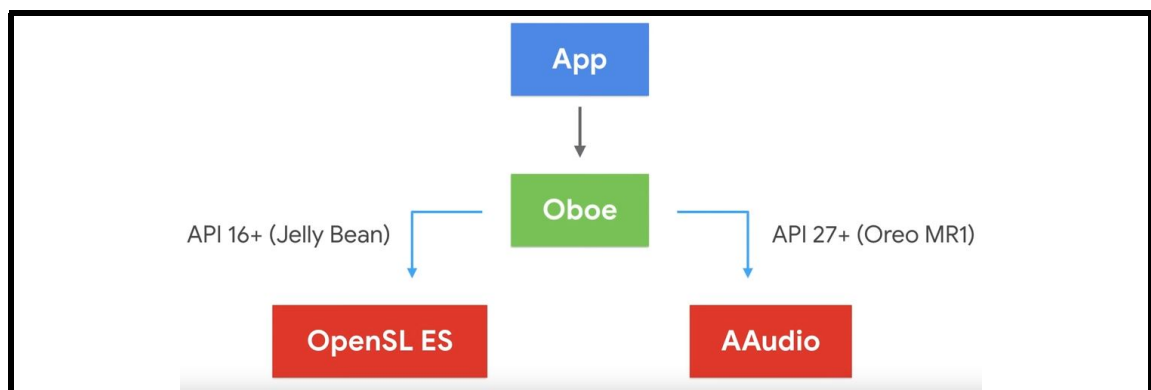 App
Oboe
API 16+ (Jelly Bean)
API 27+ (Oreo MR1)
OpenSL ES
AAudio